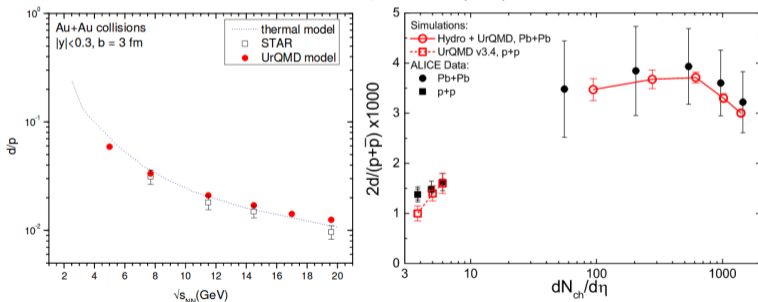 Au+Au collisions
|y|<0.3, b = 3 fm
thermal model
STAR
UrQMD model
d/p
10⁰
10⁻¹
10⁻²
2 4 6 8 10 12 14 16 18 20
√sNN(GeV)
Simulations:
Hydro + UrQMD, Pb+Pb
UrQMD v3.4, p+p
ALICE Data:
Pb+Pb
p+p
2d/(p+p̅) x1000
5
4
3
2
1
0
3 10 100 1000
dNch/dη